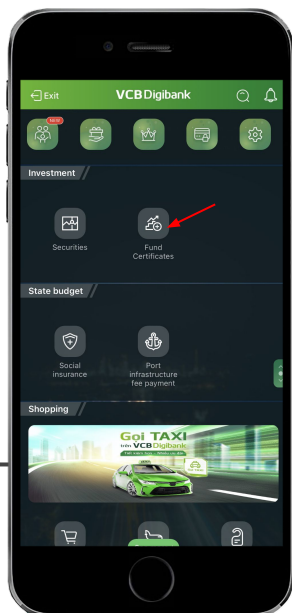 Exit
VCB Digibank
NEW
Investment
Securities
Fund
Certificates
State budget
Social
insurance
Port
infrastructure
fee payment
Shopping
Gọi TAXI
trên VCB Digibank